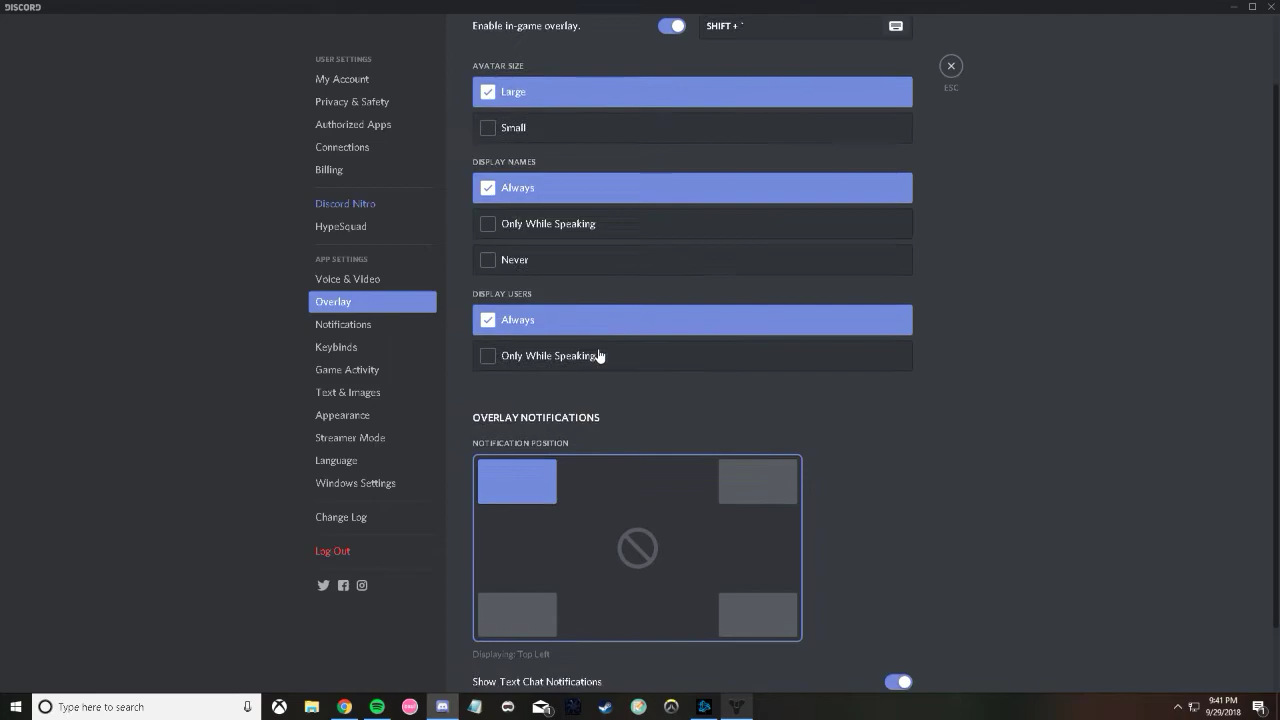 DISCORD
Enable in-game overlay.
SHIFT + `
USER SETTINGS
My Account
Privacy & Safety
Authorized Apps
Connections
Billing
Discord Nitro
HypeSquad
APP SETTINGS
Voice & Video
Overlay
Notifications
Keybinds
Game Activity
Text & Images
Appearance
Streamer Mode
Language
Windows Settings
Change Log
Log Out
AVATAR SIZE
Large
Small
DISPLAY NAMES
Always
Only While Speaking
Never
DISPLAY USERS
Always
Only While Speaking
OVERLAY NOTIFICATIONS
NOTIFICATION POSITION
Displaying: Top Left
Show Text Chat Notifications
ESC
Type here to search
9:41 PM
9/29/2018